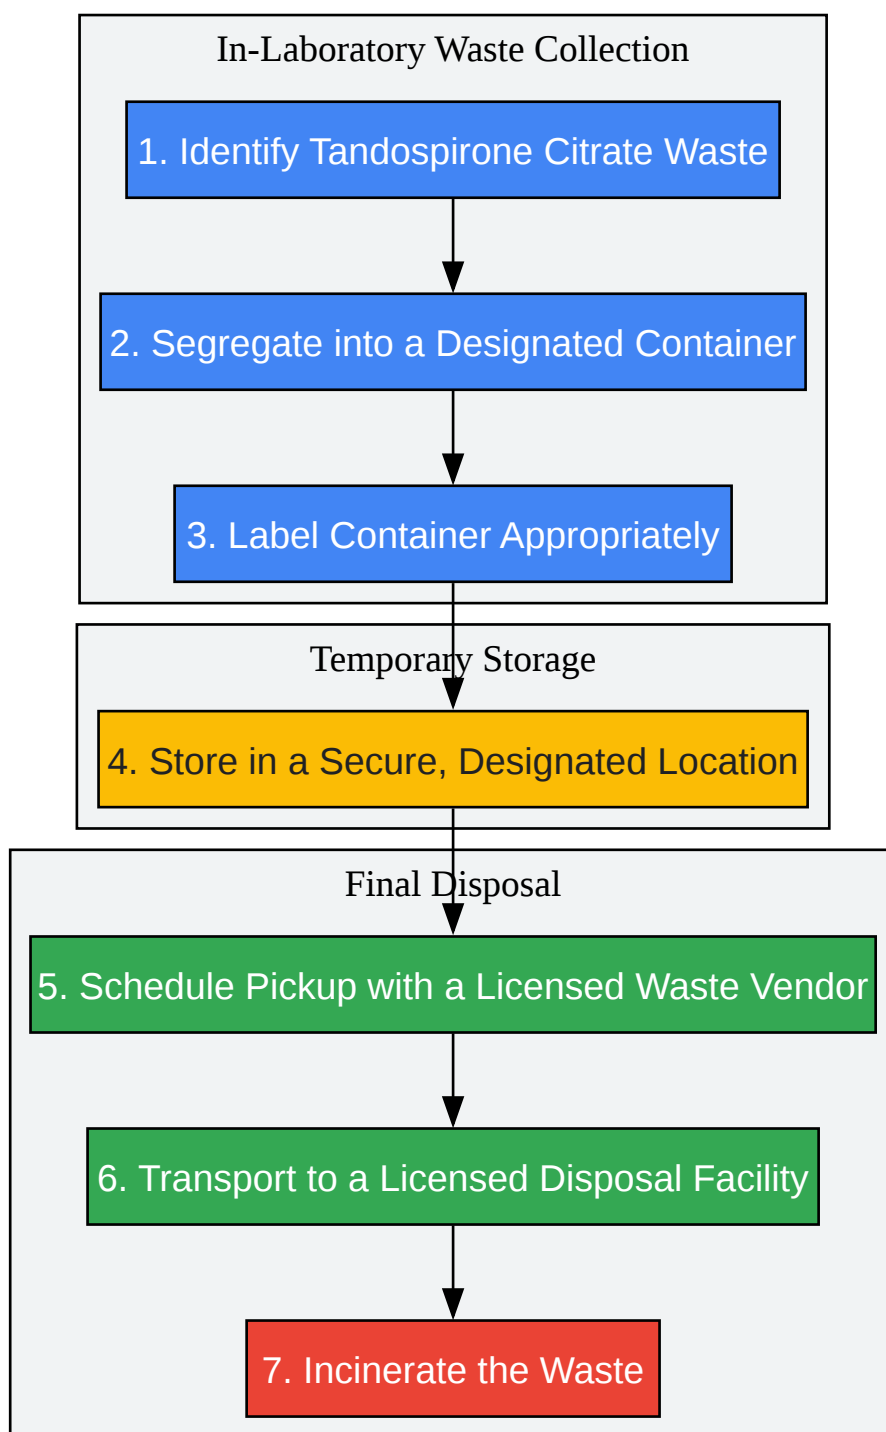 In-Laboratory Waste Collection
1. Identify Tandospirone Citrate Waste
2. Segregate into a Designated Container
3. Label Container Appropriately
Temporary Storage
4. Store in a Secure, Designated Location
Final Disposal
5. Schedule Pickup with a Licensed Waste Vendor
6. Transport to a Licensed Disposal Facility
7. Incinerate the Waste